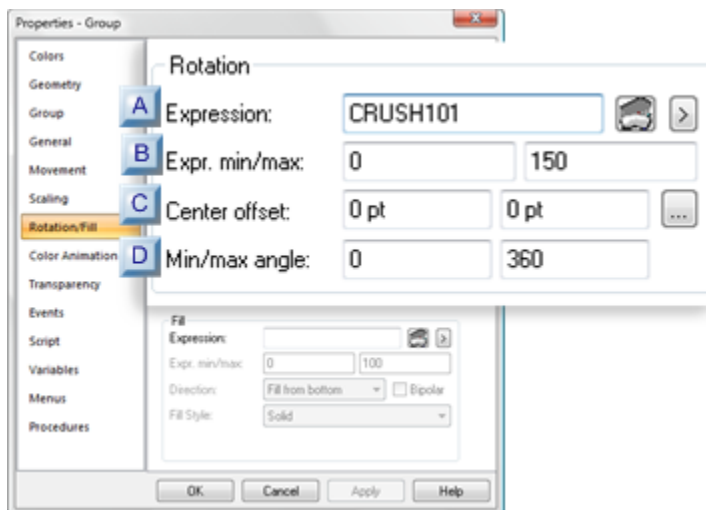 Properties - Group
Colors
Geometry
Group
General
Movement
Scaling
Rotation/Fill
Color Animation
Transparency
Events
Script
Variables
Menus
Procedures
Rotation
A Expression: CRUSH101 >
B Expr. min/max: 0 150
C Center offset: 0 pt 0 pt ...
D Min/max angle: 0 360
Fill
Expression: >
Expr. min/max: 0 100
Direction: Fill from bottom Bipolar
Fill Style: Solid
OK Cancel Apply Help